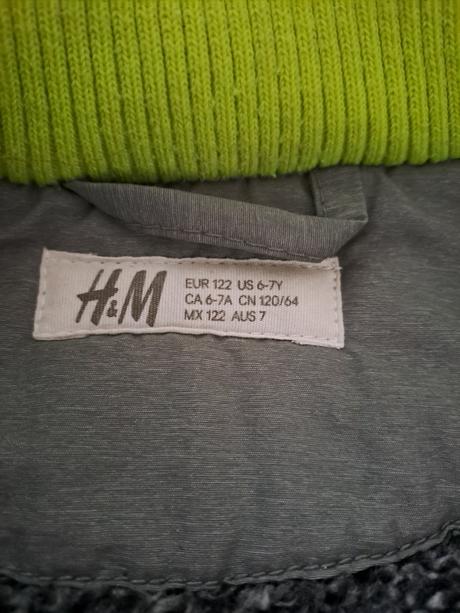 H&M
EUR 122 US 6-7Y
CA 6-7A CN 120/64
MX 122 AUS 7